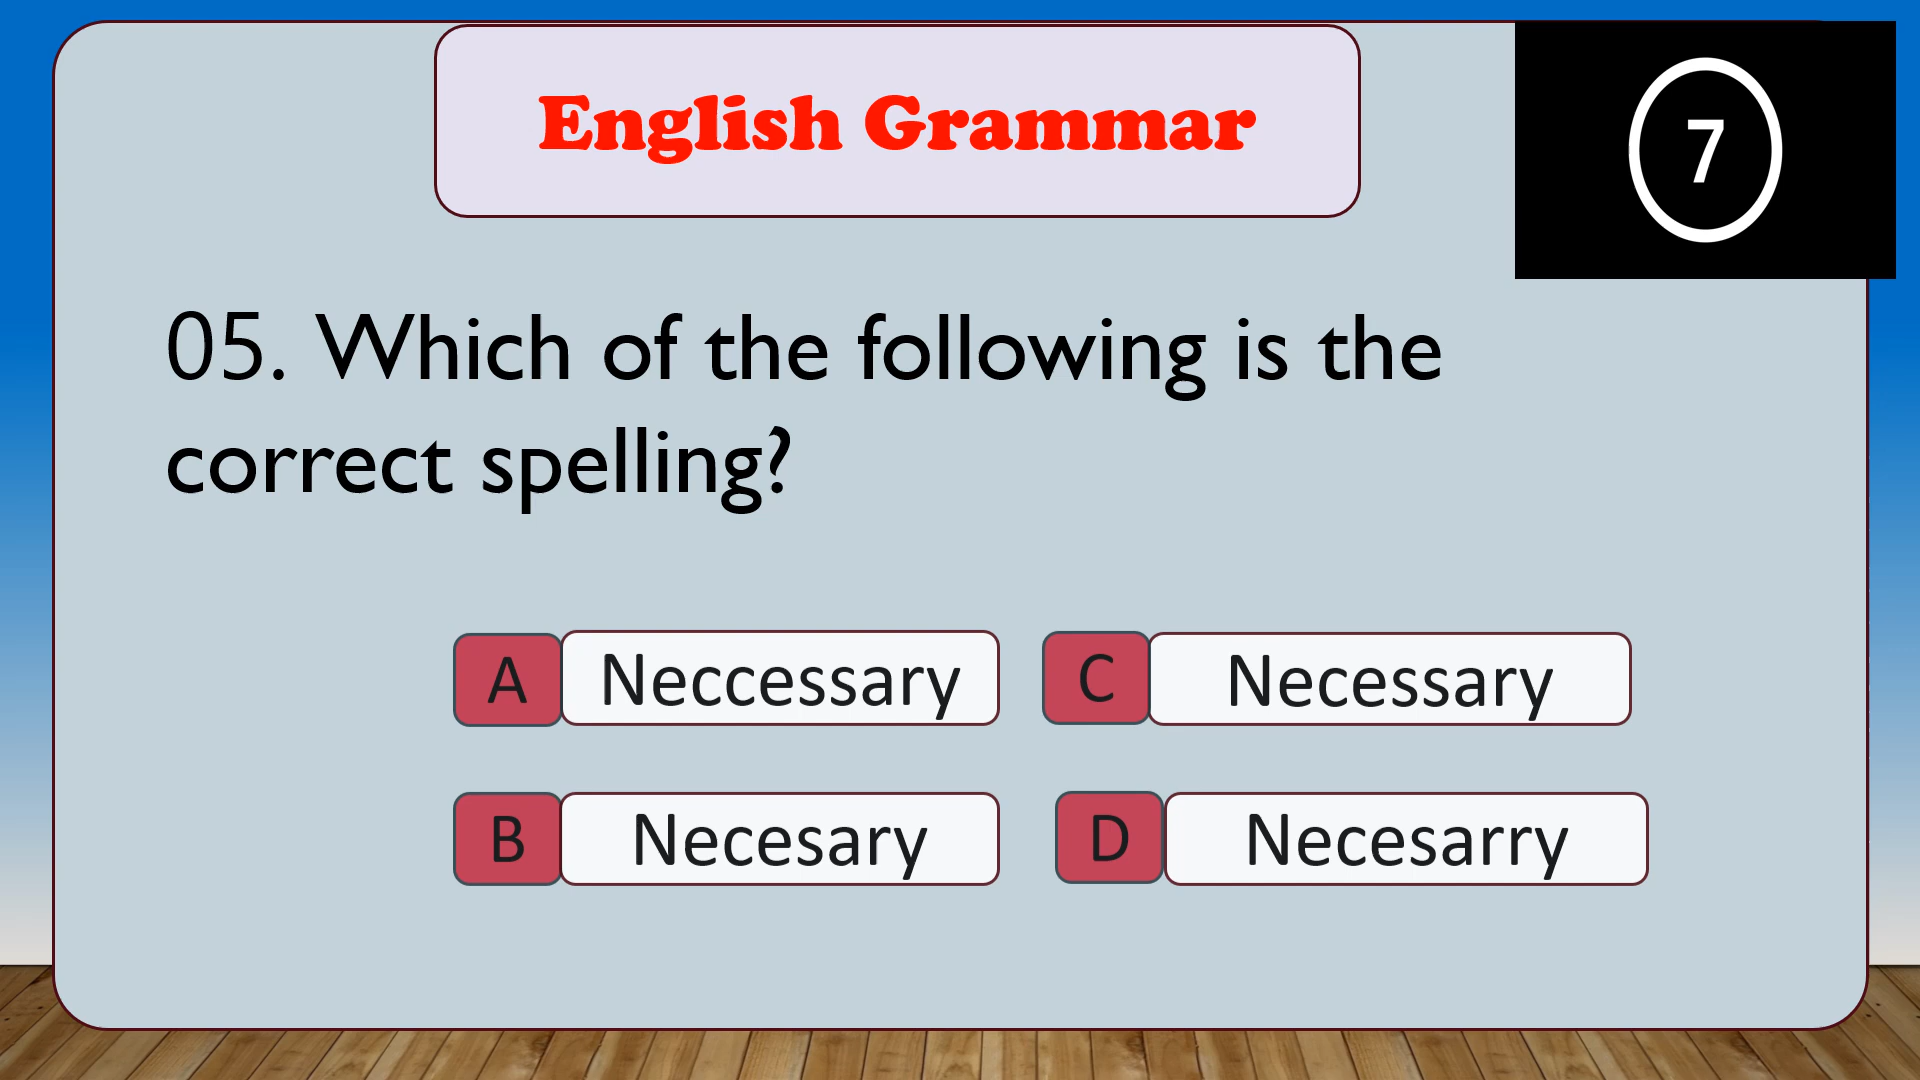 English Grammar
7
05. Which of the following is the
correct spelling?
A Neccessary
C Necessary
B Necesary
D Necesarry